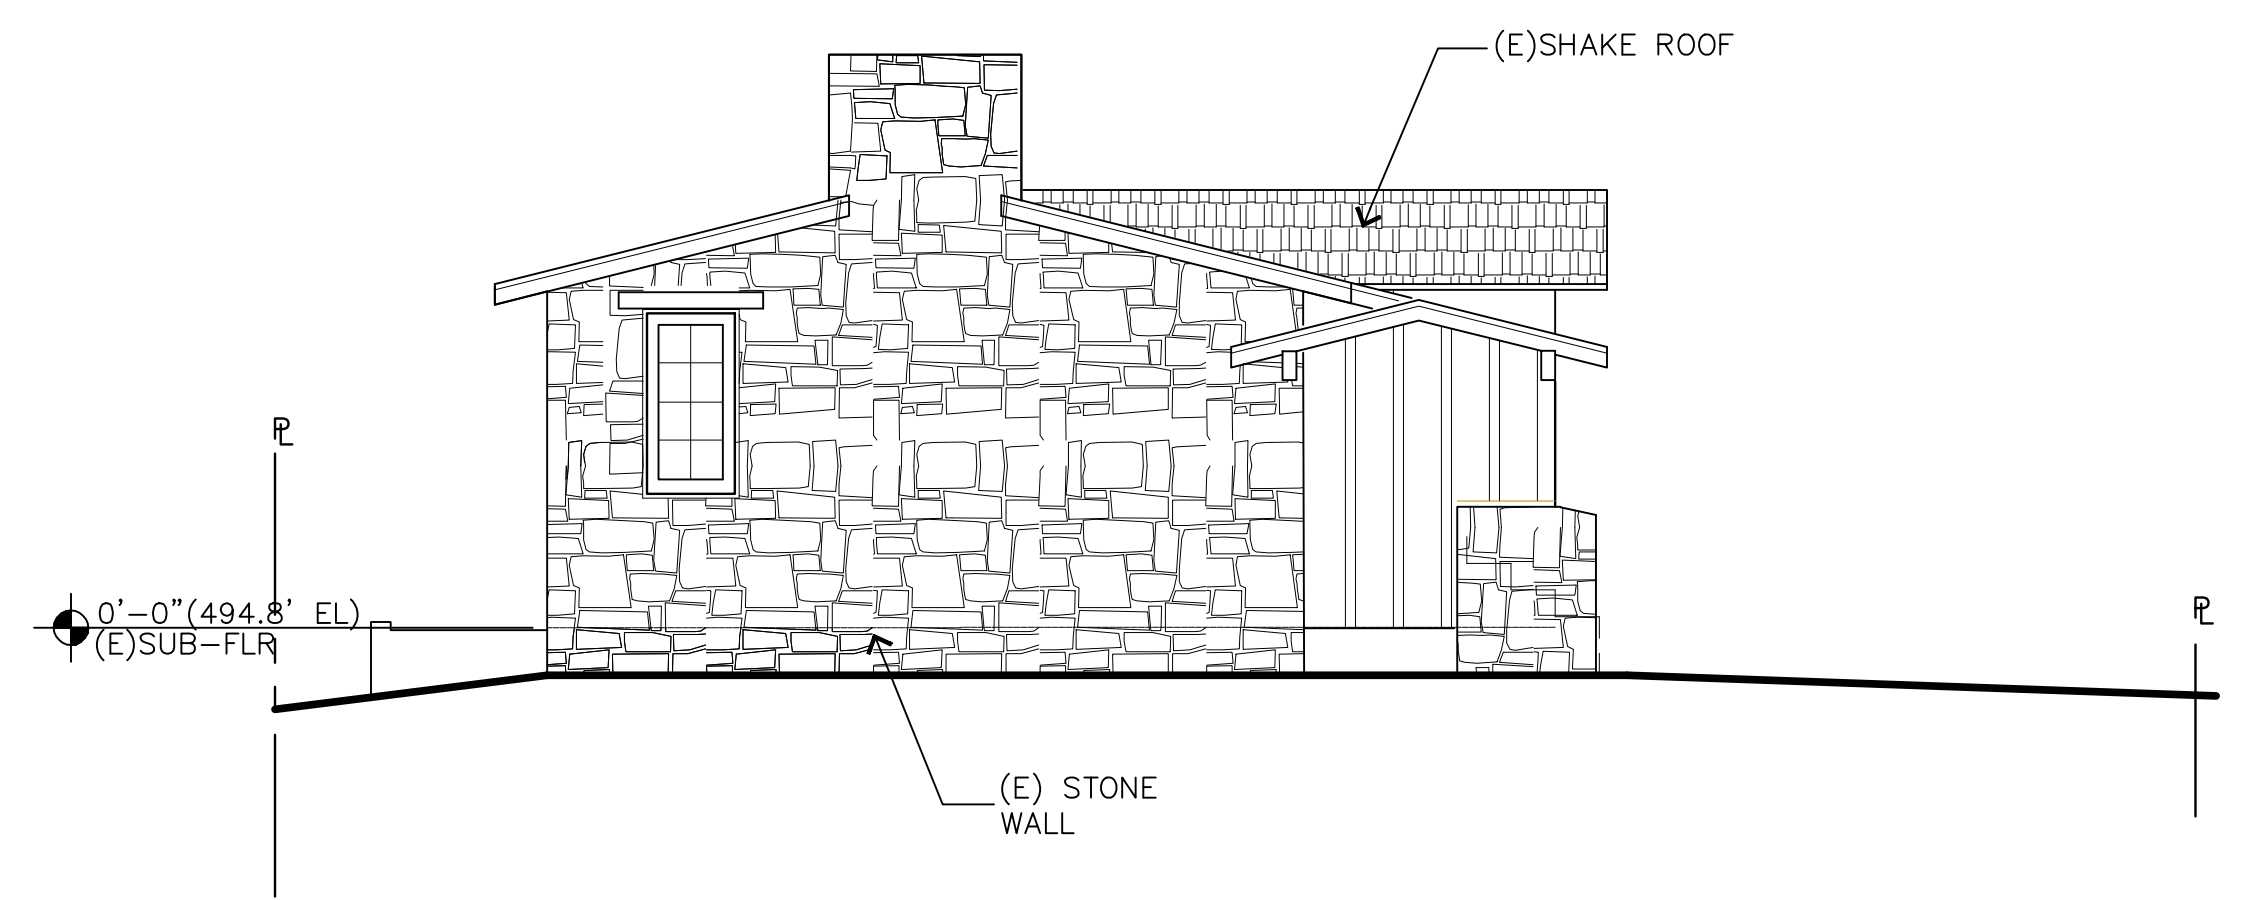 (E)SHAKE ROOF
PL
0'-0"(494.8' EL)
(E)SUB-FLR
PL
(E) STONE
WALL